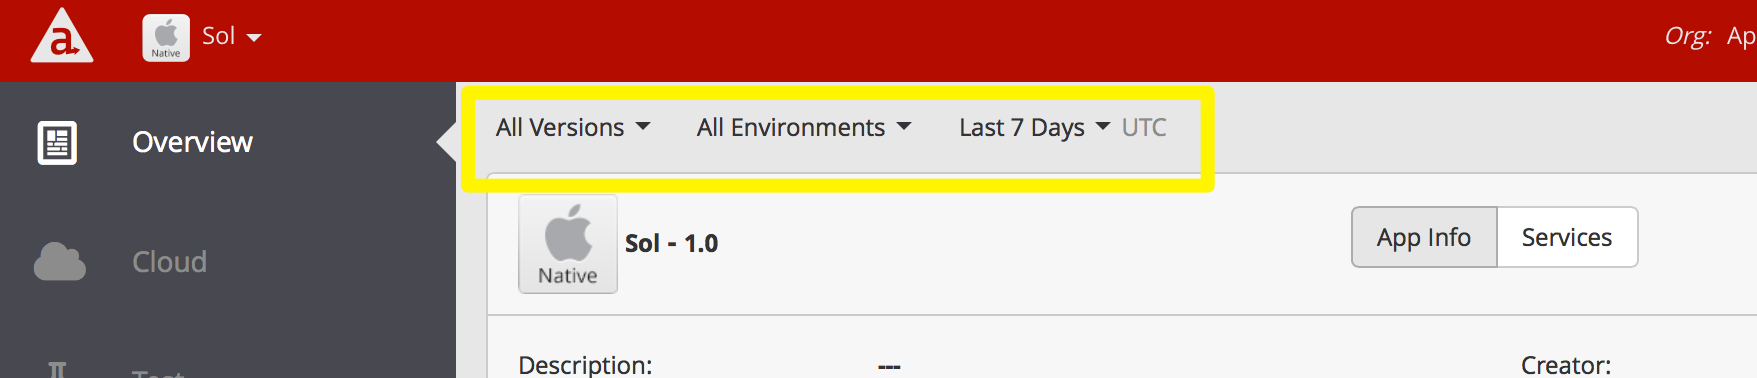 a
Native
Sol
Org: Ap
Overview
All Versions
All Environments
Last 7 Days UTC
Cloud
Native
Sol - 1.0
App Info
Services
Test
Description:
---
Creator: